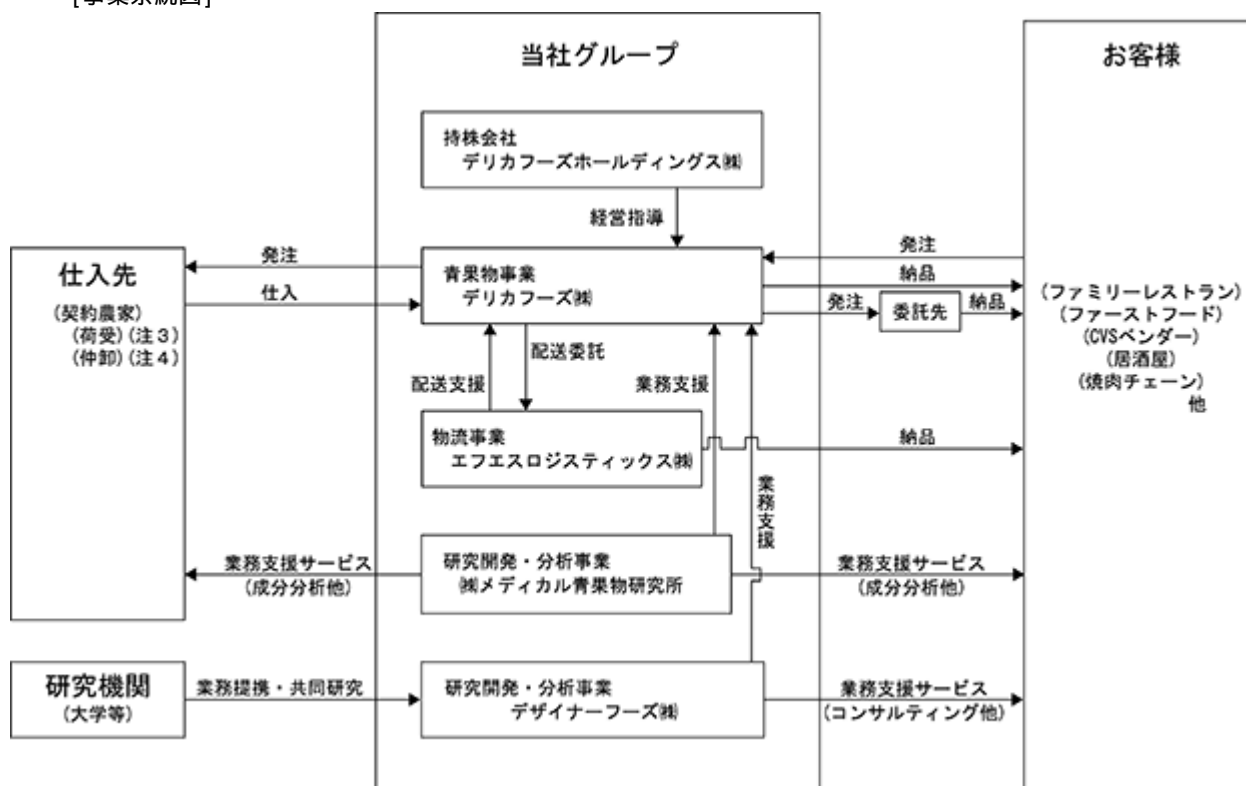 [事業系統図]
当社グループ
お客様
持株会社
デリカフーズホールディングス㈱
経営指導
仕入先
(契約農家)
(荷受)(注３)
(仲卸)(注４)
発注
仕入
青果物事業
デリカフーズ㈱
発注
納品
発注
委託先
納品
(ファミリーレストラン)
(ファーストフード)
(CVSベンダー)
(居酒屋)
(焼肉チェーン)
他
配送委託
配送支援
業務支援
物流事業
エフエスロジスティックス㈱
納品
業務支援
業務支援サービス
(成分分析他)
研究開発・分析事業
㈱メディカル青果物研究所
業務支援サービス
(成分分析他)
研究機関
(大学等)
業務提携・共同研究
研究開発・分析事業
デザイナーフーズ㈱
業務支援サービス
(コンサルティング他)